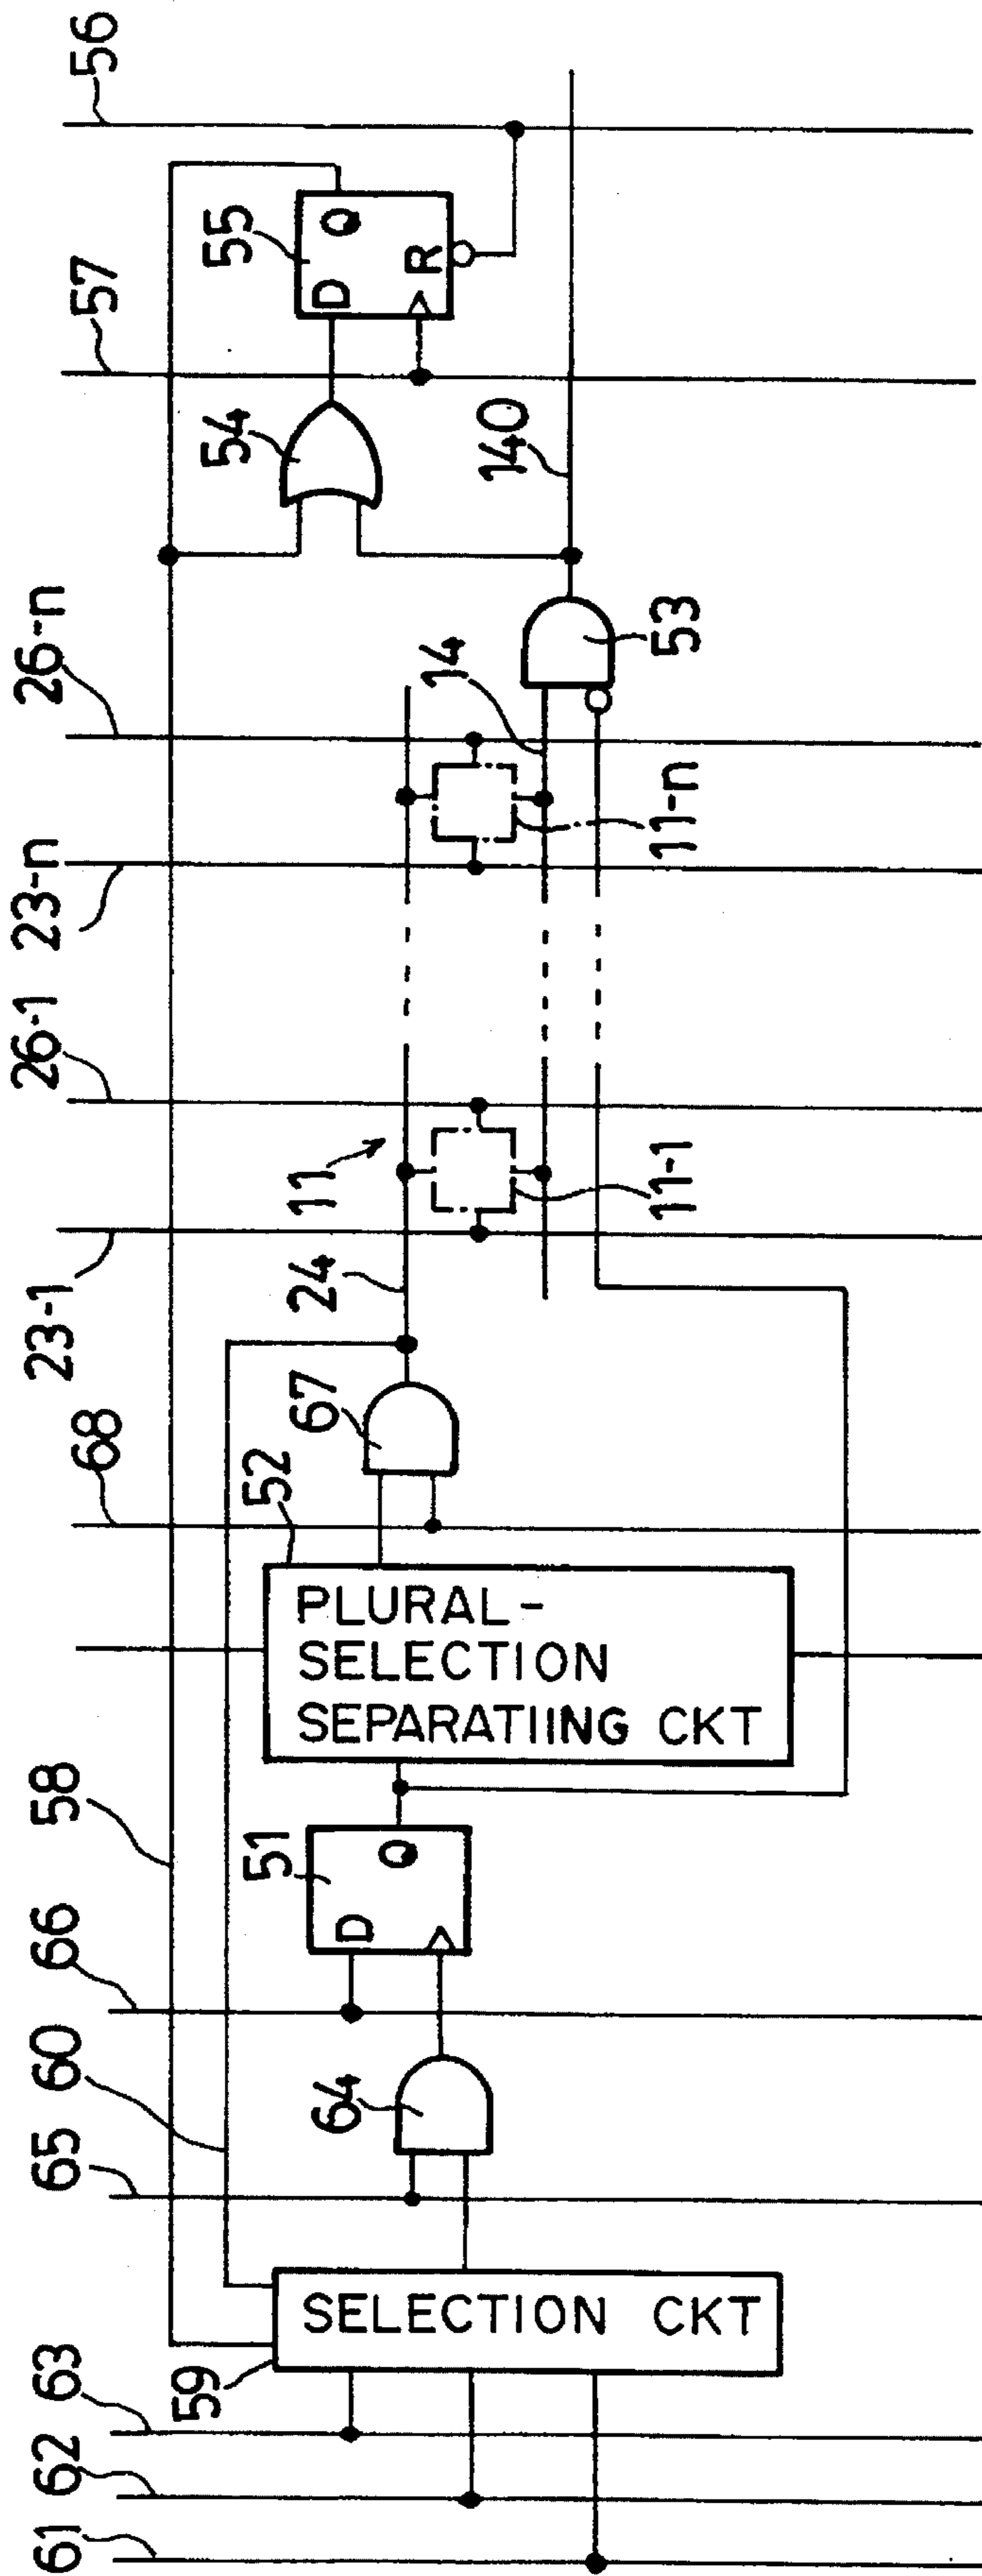 61
62
63
65
60
66
58
68
23-1
26-1
23-n
26-n
57
56
59
SELECTION CKT
64
51
D
Q
52
PLURAL-
SELECTION
SEPARATIING CKT
67
24
11
11-1
11-n
14
53
140
54
55
D
Q
R